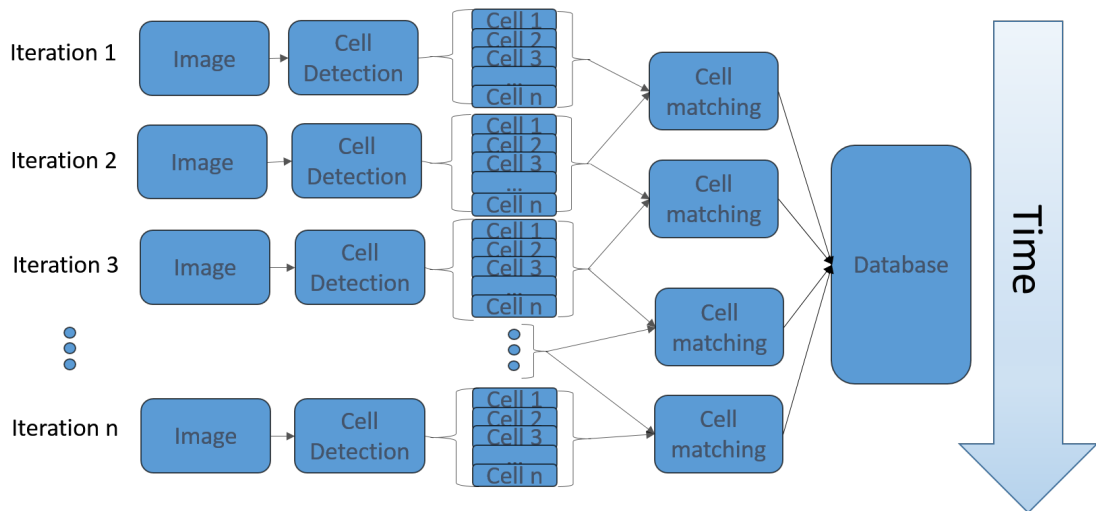 Iteration 1
Image
Cell
Detection
Cell 1
Cell 2
Cell 3
...
Cell n
Cell
matching
Iteration 2
Image
Cell
Detection
Cell 1
Cell 2
Cell 3
...
Cell n
Cell
matching
Iteration 3
Image
Cell
Detection
Cell 1
Cell 2
Cell 3
...
Cell n
Cell
matching
Iteration n
Image
Cell
Detection
Cell 1
Cell 2
Cell 3
...
Cell n
Cell
matching
Database
Time